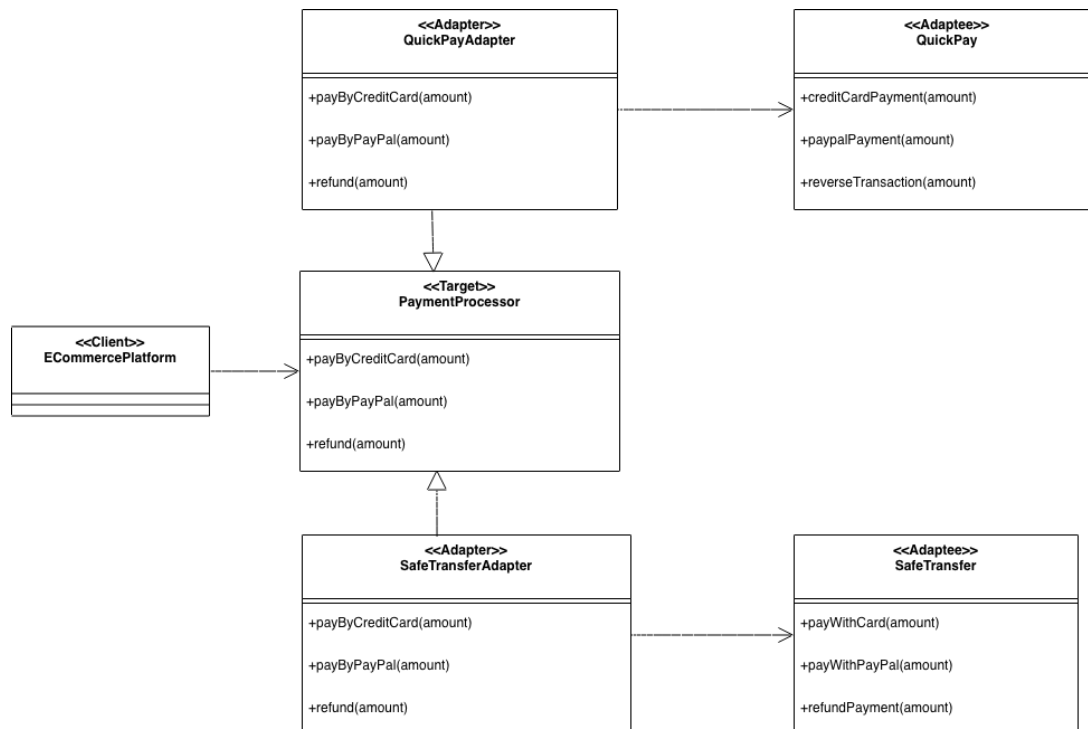 <<Adapter>>
QuickPayAdapter
+payByCreditCard(amount)
+payByPayPal(amount)
+refund(amount)
<<Adaptee>>
QuickPay
+creditCardPayment(amount)
+paypalPayment(amount)
+reverseTransaction(amount)
<<Target>>
PaymentProcessor
+payByCreditCard(amount)
+payByPayPal(amount)
+refund(amount)
<<Client>>
ECommercePlatform
<<Adapter>>
SafeTransferAdapter
+payByCreditCard(amount)
+payByPayPal(amount)
+refund(amount)
<<Adaptee>>
SafeTransfer
+payWithCard(amount)
+payWithPayPal(amount)
+refundPayment(amount)